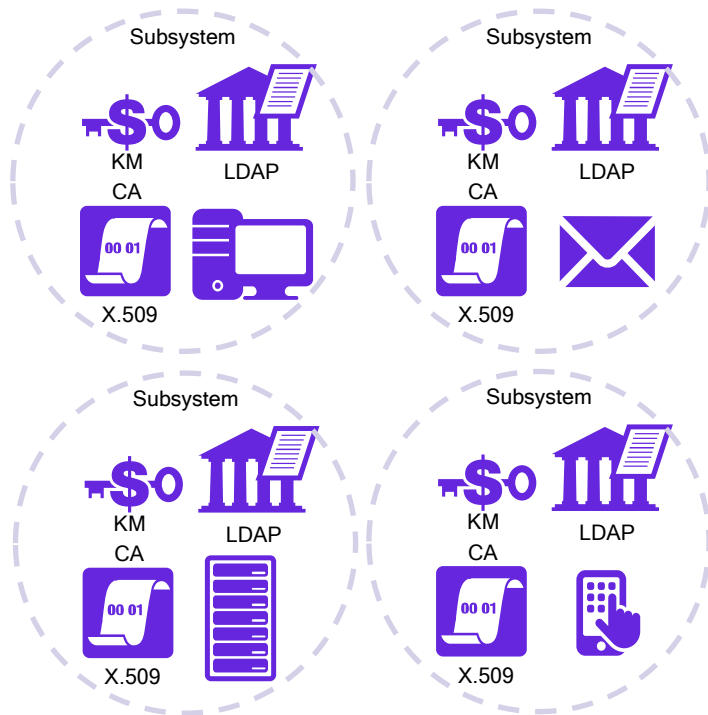 Subsystem
KM
LDAP
CA
00 01
X.509
Subsystem
KM
LDAP
CA
00 01
X.509
Subsystem
KM
LDAP
CA
00 01
X.509
Subsystem
KM
LDAP
CA
00 01
X.509